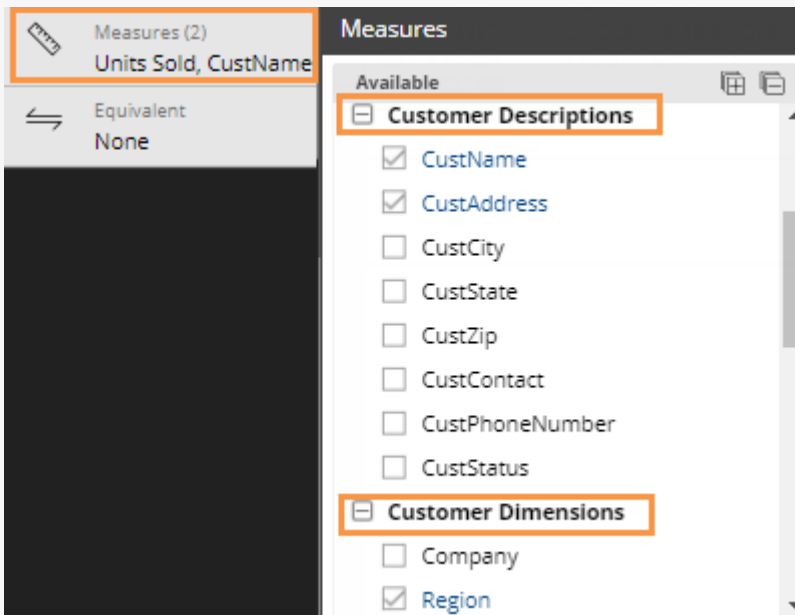 Measures (2)
Units Sold, CustName
Equivalent
None
Measures
Available
Customer Descriptions
CustName
CustAddress
CustCity
CustState
CustZip
CustContact
CustPhoneNumber
CustStatus
Customer Dimensions
Company
Region